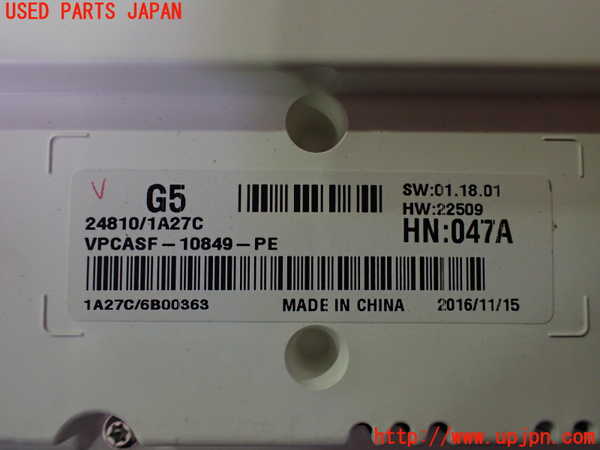 USED PARTS JAPAN
V
G5
SW:01.18.01
24810/1A27C
HW:22509
VPCASF-10849-PE
HN:047A
1A27C/6B00363
MADE IN CHINA
2016/11/15
http://www.upjpn.com/